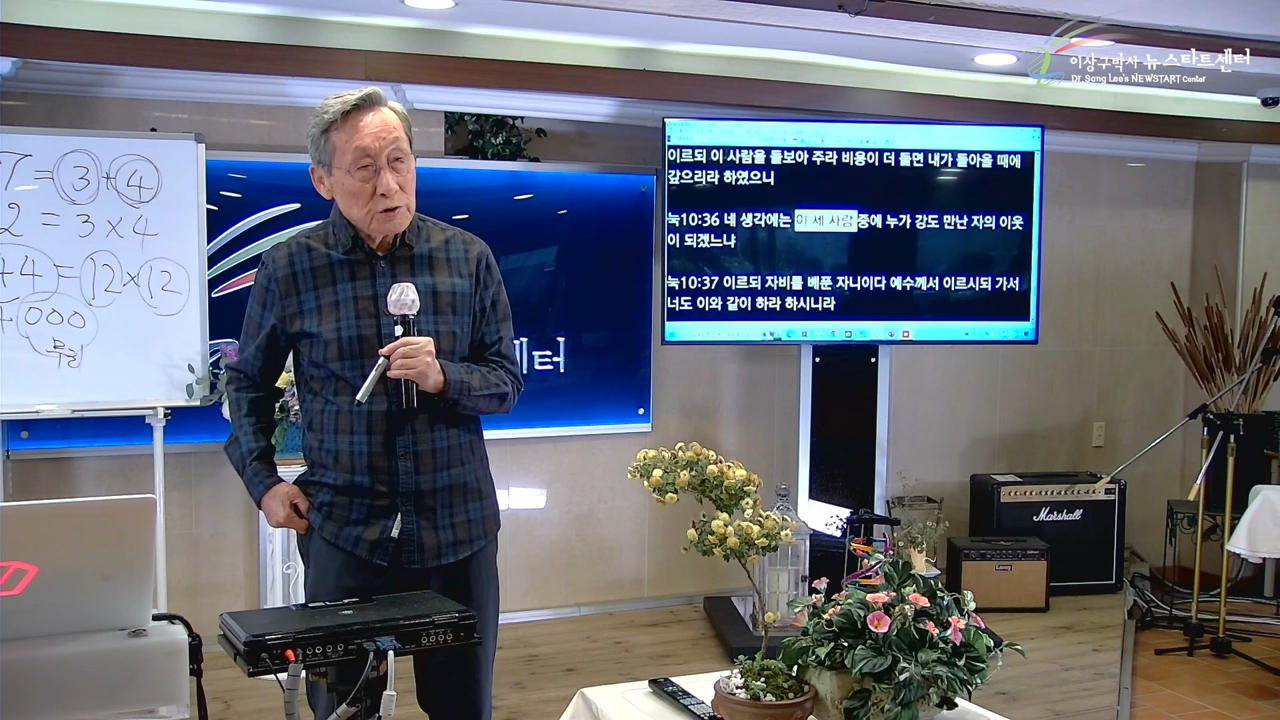 이상구박사 뉴스타트센터
Dr. Sang Lee's NEWSTART Center
7 = 3 + 4
2 = 3 x 4
+4 = 12 x 12
000
무한
이르되 이 사람을 돌보아 주라 비용이 더 들면 내가 돌아올 때에
갚으리라 하였으니
눅10:36 네 생각에는 이 세 사람 중에 누가 강도 만난 자의 이웃
이 되겠느냐
눅10:37 이르되 자비를 베푼 자니이다 예수께서 이르시되 가서
너도 이와 같이 하라 하시니라
센터
Marshall
Laney